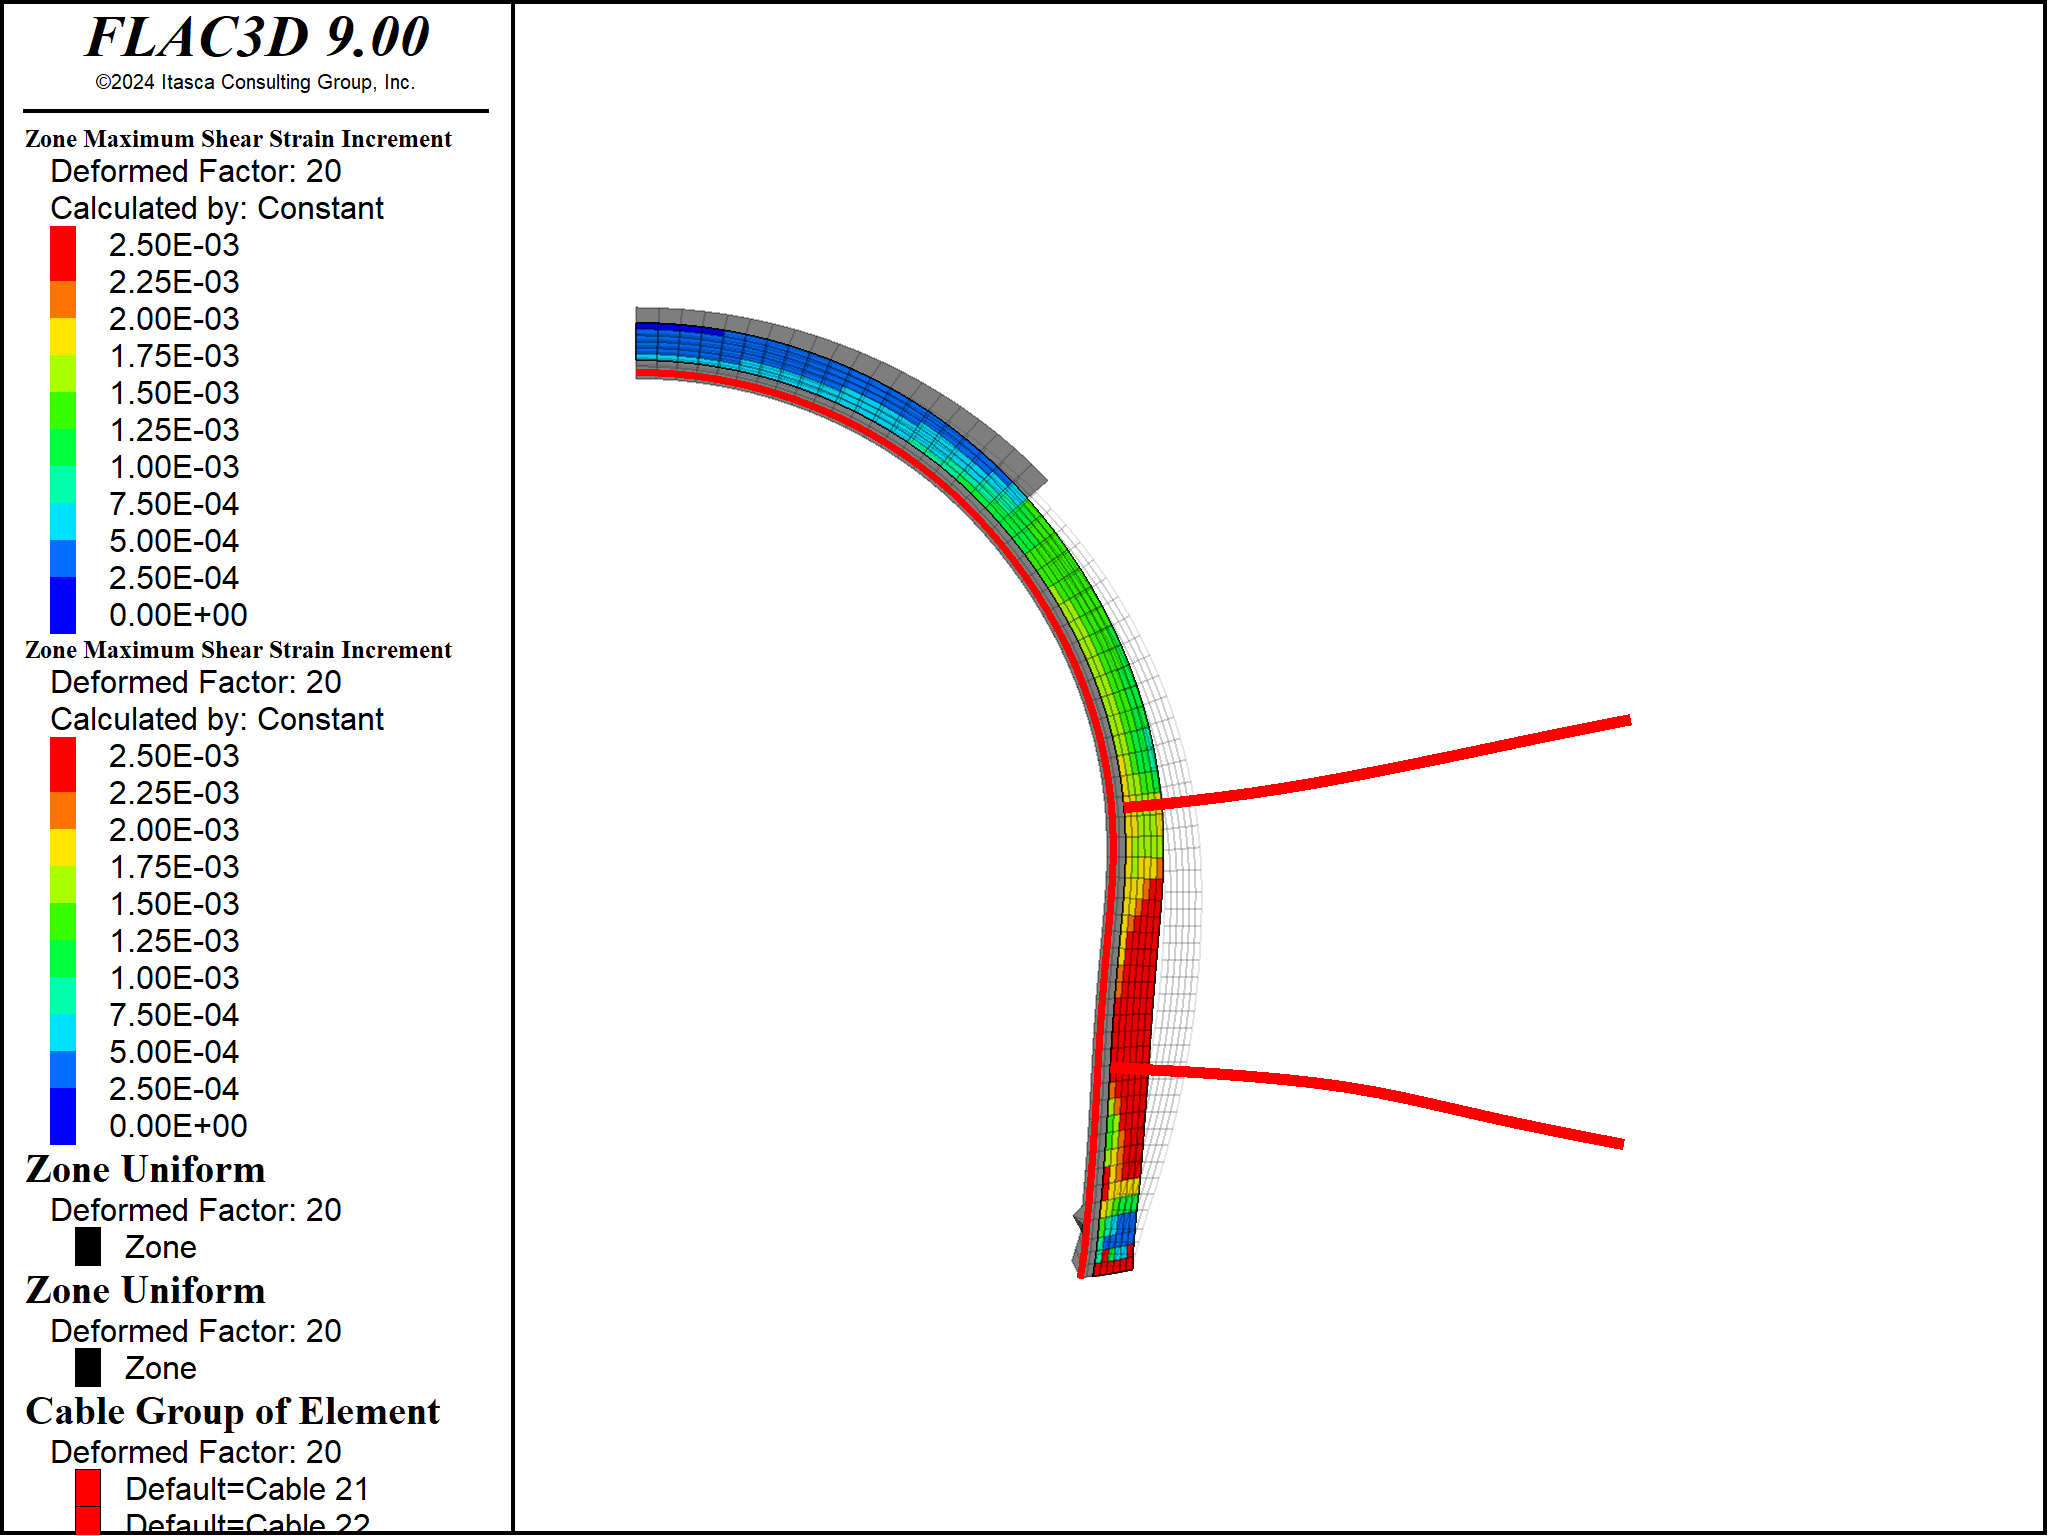 FLAC3D 9.00
©2024 Itasca Consulting Group, Inc.
Zone Maximum Shear Strain Increment
Deformed Factor: 20
Calculated by: Constant
2.50E-03
2.25E-03
2.00E-03
1.75E-03
1.50E-03
1.25E-03
1.00E-03
7.50E-04
5.00E-04
2.50E-04
0.00E+00
Zone Maximum Shear Strain Increment
Deformed Factor: 20
Calculated by: Constant
2.50E-03
2.25E-03
2.00E-03
1.75E-03
1.50E-03
1.25E-03
1.00E-03
7.50E-04
5.00E-04
2.50E-04
0.00E+00
Zone Uniform
Deformed Factor: 20
Zone
Zone Uniform
Deformed Factor: 20
Zone
Cable Group of Element
Deformed Factor: 20
Default=Cable 21
Default=Cable 22